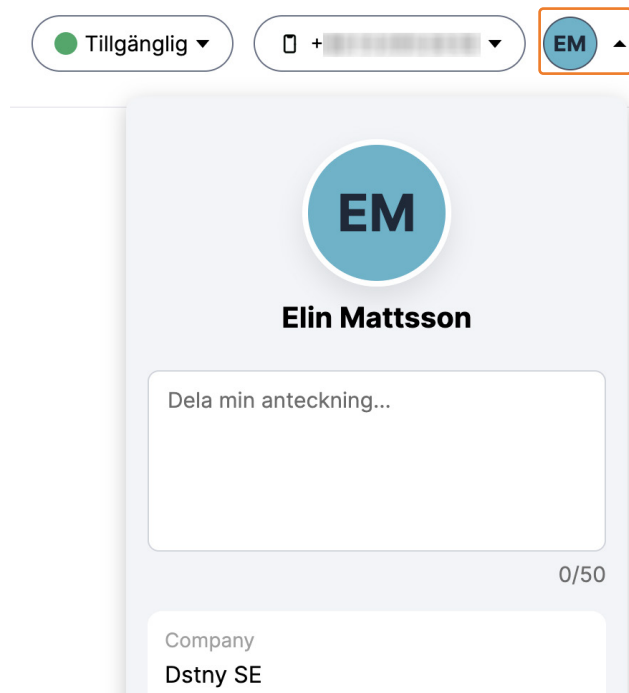 Tillgänglig
+
EM
EM
Elin Mattsson
Dela min anteckning...
0/50
Company
Dstny SE